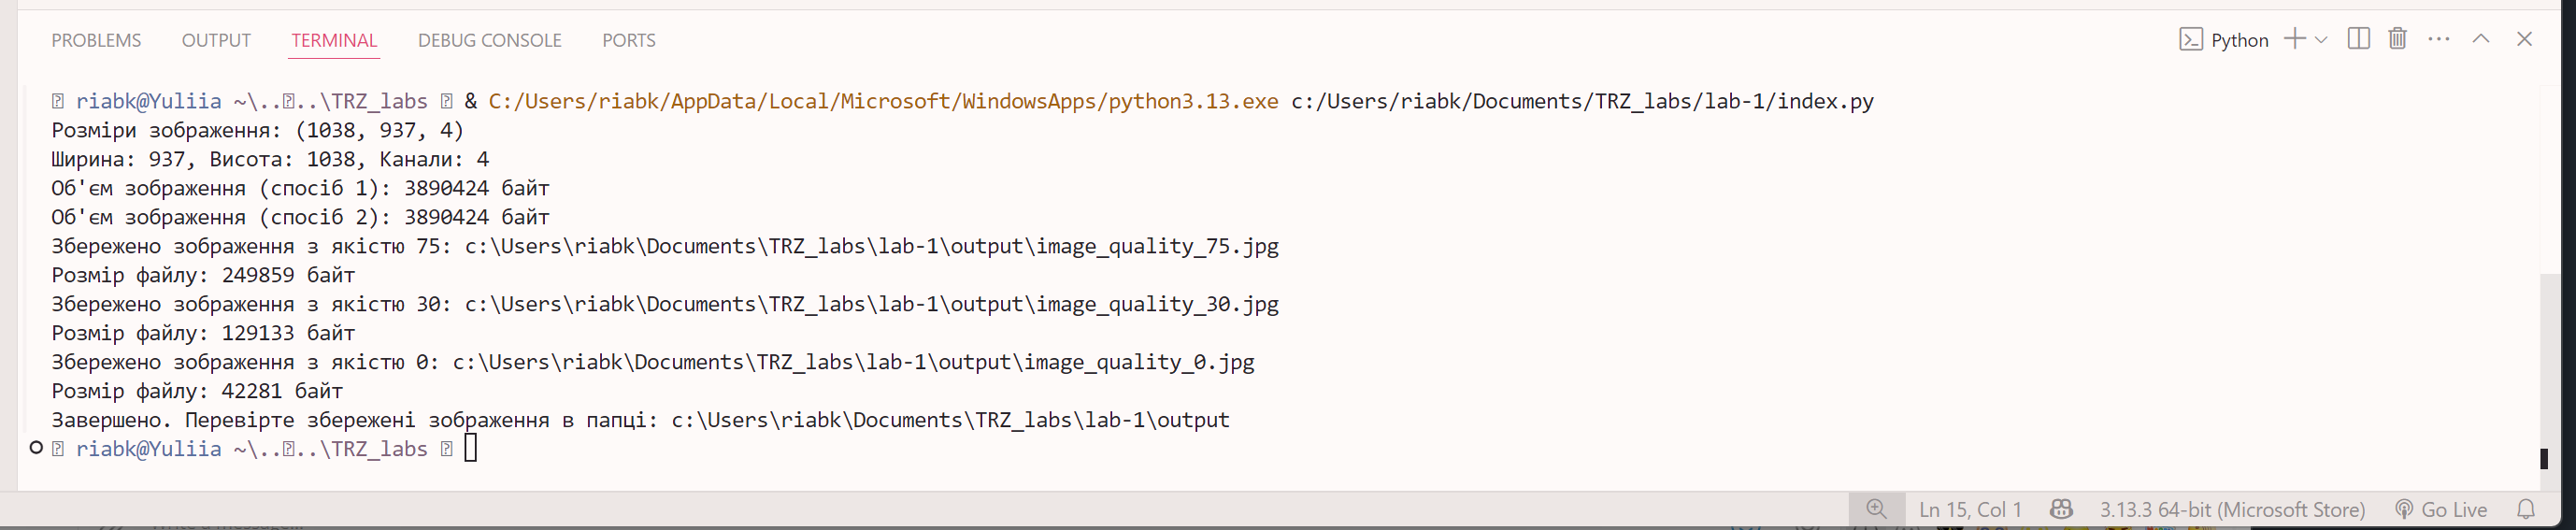 PROBLEMS OUTPUT TERMINAL DEBUG CONSOLE PORTS Python
riabk@Yuliia ~\....\TRZ_labs & C:/Users/riabk/AppData/Local/Microsoft/WindowsApps/python3.13.exe c:/Users/riabk/Documents/TRZ_labs/lab-1/index.py
Розміри зображення: (1038, 937, 4)
Ширина: 937, Висота: 1038, Канали: 4
Об'єм зображення (спосіб 1): 3890424 байт
Об'єм зображення (спосіб 2): 3890424 байт
Збережено зображення з якістю 75: c:\Users\riabk\Documents\TRZ_labs\lab-1\output\image_quality_75.jpg
Розмір файлу: 249859 байт
Збережено зображення з якістю 30: c:\Users\riabk\Documents\TRZ_labs\lab-1\output\image_quality_30.jpg
Розмір файлу: 129133 байт
Збережено зображення з якістю 0: c:\Users\riabk\Documents\TRZ_labs\lab-1\output\image_quality_0.jpg
Розмір файлу: 42281 байт
Завершено. Перевірте збережені зображення в папці: c:\Users\riabk\Documents\TRZ_labs\lab-1\output
riabk@Yuliia ~\....\TRZ_labs
Ln 15, Col 1 3.13.3 64-bit (Microsoft Store) Go Live